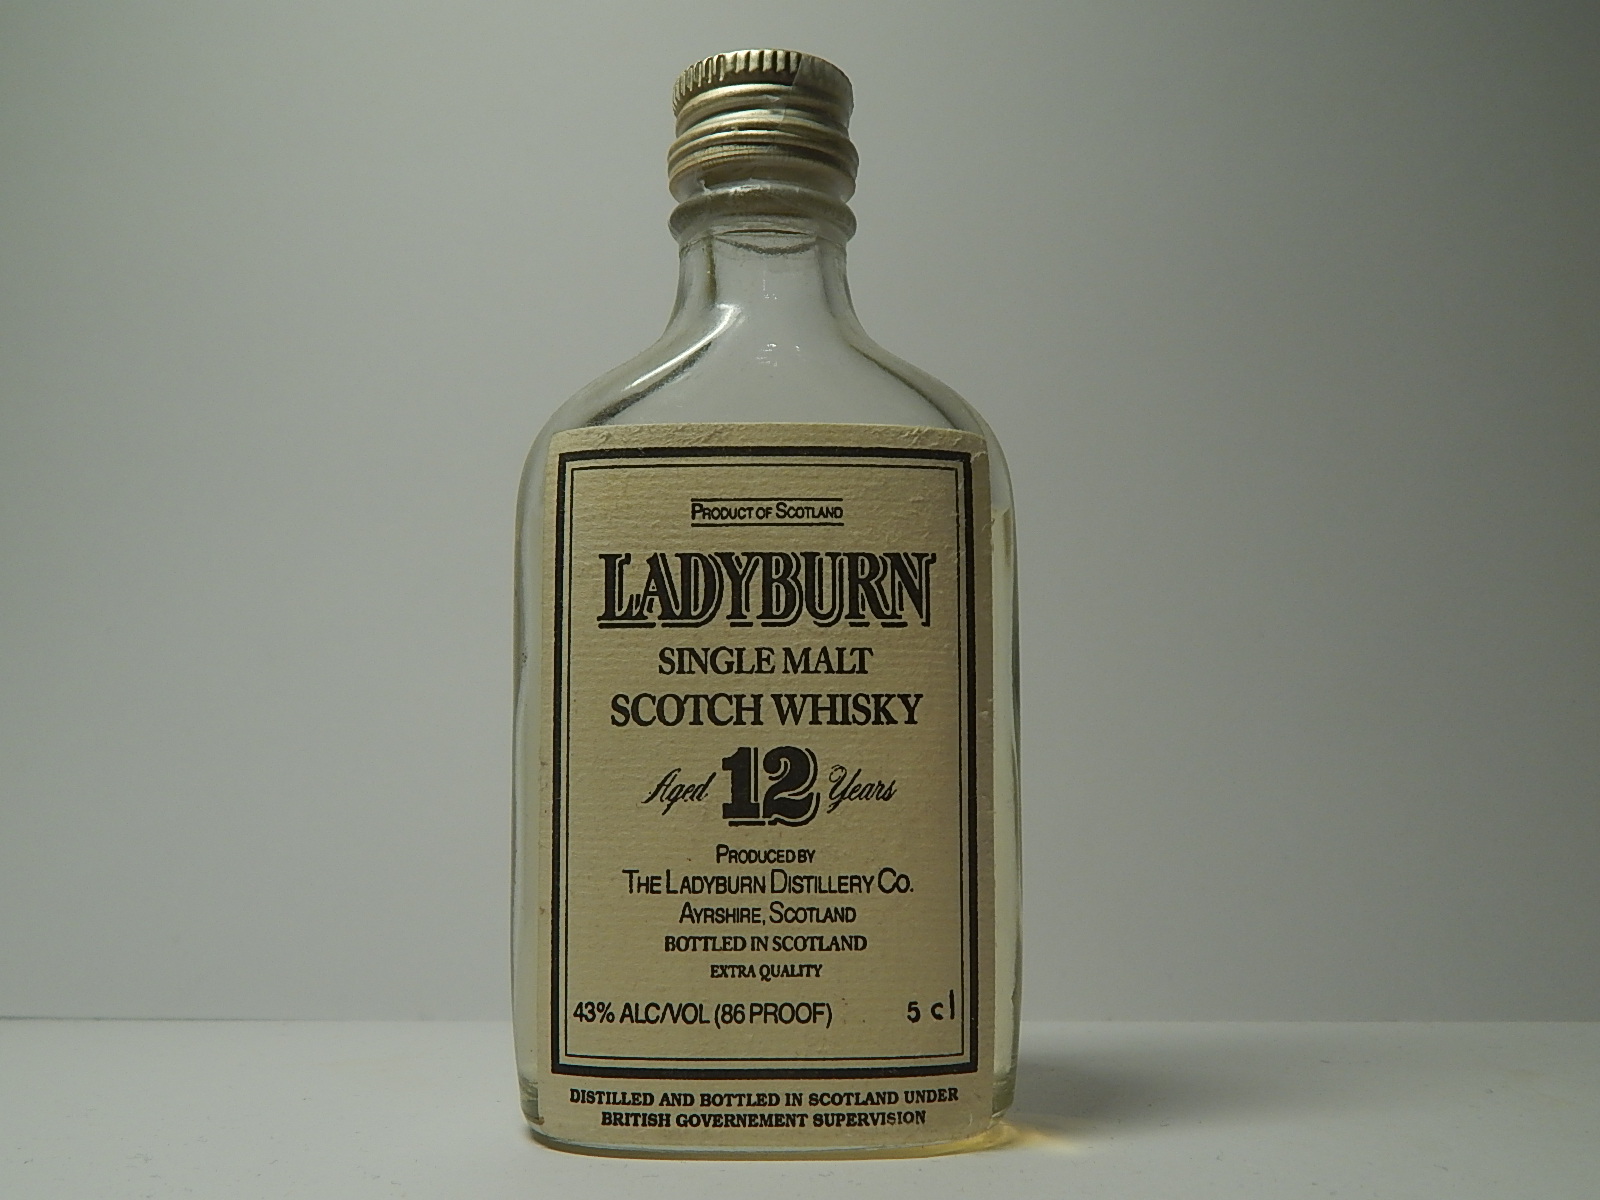 PRODUCT OF SCOTLAND
LADYBURN
SINGLE MALT
SCOTCH WHISKY
Aged 12 Years
PRODUCED BY
THE LADYBURN DISTILLERY CO.
AYRSHIRE, SCOTLAND
BOTTLED IN SCOTLAND
EXTRA QUALITY
43% ALC/VOL (86 PROOF) 5 cl
DISTILLED AND BOTTLED IN SCOTLAND UNDER
BRITISH GOVERNEMENT SUPERVISION